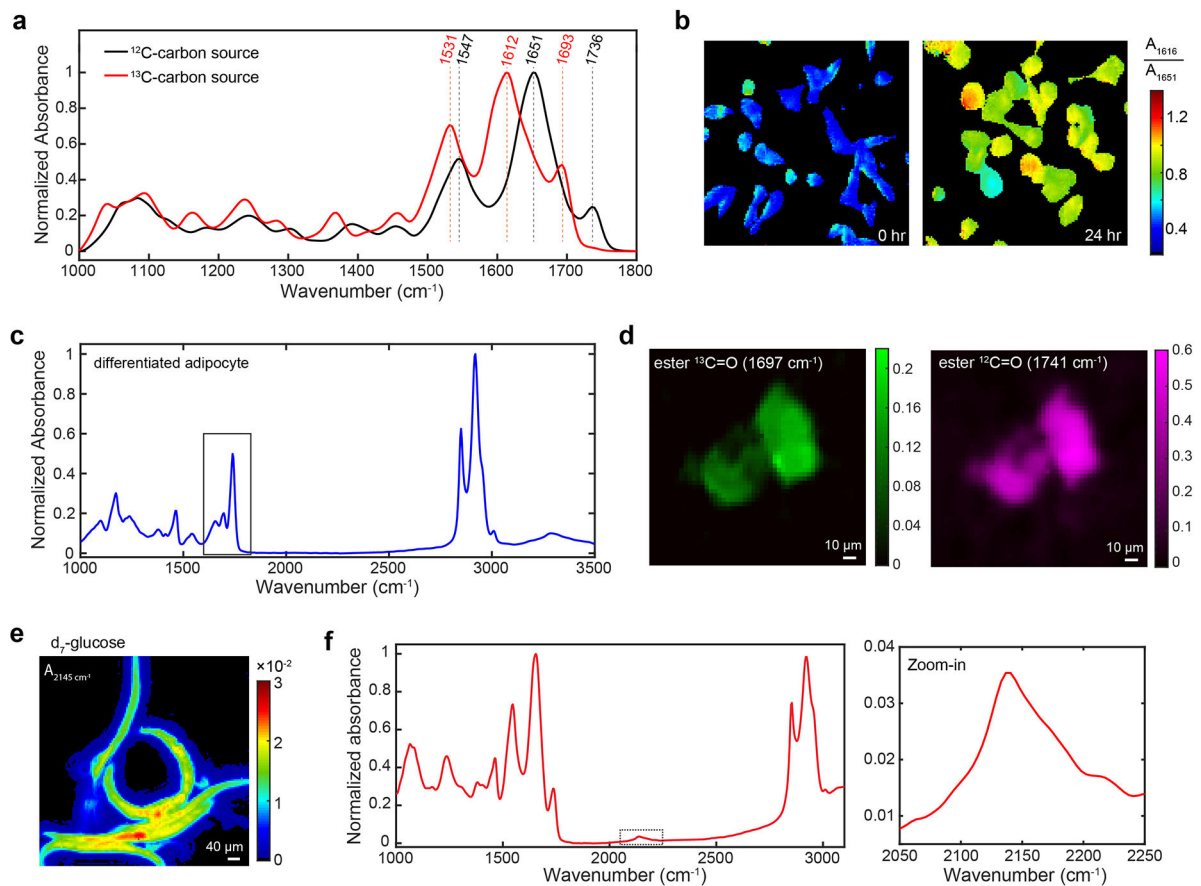 a
¹²C-carbon source
¹³C-carbon source
1531
1547
1612
1651
1693
1736
Normalized Absorbance
1
0.8
0.6
0.4
0.2
0
1000 1100 1200 1300 1400 1500 1600 1700 1800
Wavenumber (cm⁻¹)
b
0 hr
24 hr
A₁₆₁₆
A₁₆₅₁
1.2
0.8
0.4
c
differentiated adipocyte
Normalized Absorbance
1
0.8
0.6
0.4
0.2
0
1000 1500 2000 2500 3000 3500
Wavenumber (cm⁻¹)
d
ester ¹³C=O (1697 cm⁻¹)
10 µm
0.2
0.16
0.12
0.08
0.04
0
ester ¹²C=O (1741 cm⁻¹)
10 µm
0.6
0.5
0.4
0.3
0.2
0.1
0
e
d₇-glucose
A₂₁₄₅ cm⁻¹
40 µm
×10⁻²
3
2
1
0
f
Normalized absorbance
1
0.8
0.6
0.4
0.2
0
1000 1500 2000 2500 3000
Wavenumber (cm⁻¹)
Zoom-in
0.04
0.03
0.02
0.01
2050 2100 2150 2200 2250
Wavenumber (cm⁻¹)